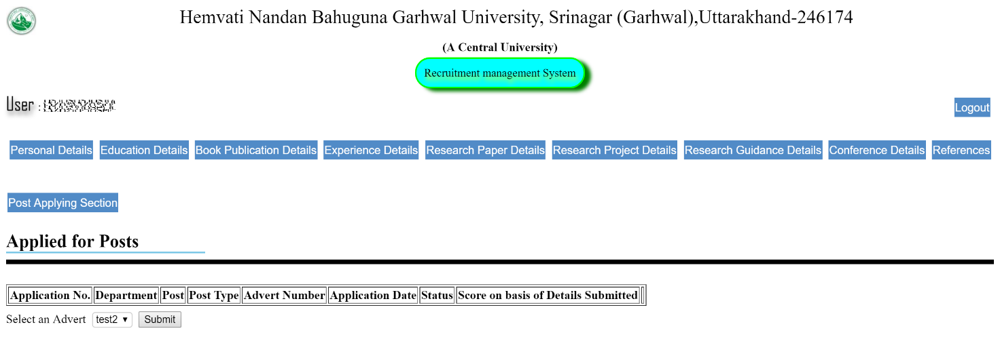 Hemvati Nandan Bahuguna Garhwal University, Srinagar (Garhwal),Uttarakhand-246174
(A Central University)
Recruitment management System
User :
Logout
Personal Details Education Details Book Publication Details Experience Details Research Paper Details Research Project Details Research Guidance Details Conference Details References
Post Applying Section
Applied for Posts
Application No. Department Post Post Type Advert Number Application Date Status Score on basis of Details Submitted
Select an Advert test2 Submit